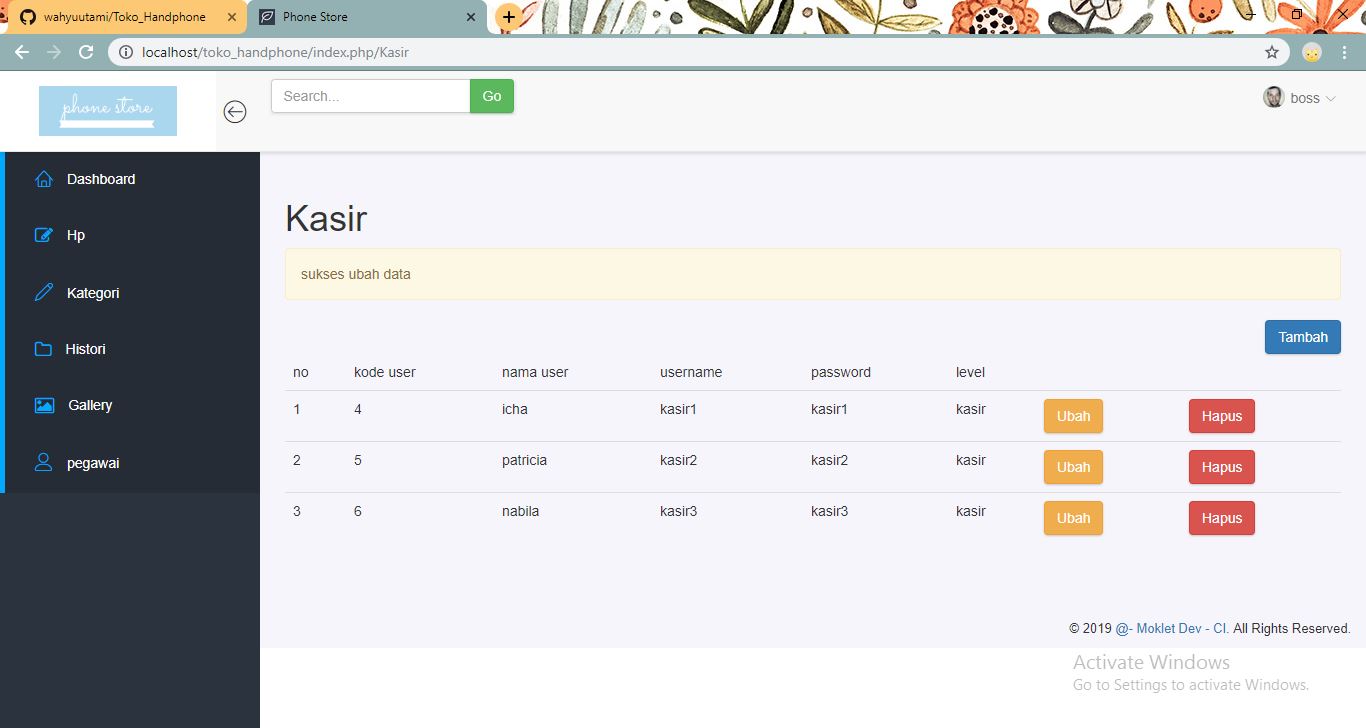 wahyuutami/Toko_Handphone
Phone Store
localhost/toko_handphone/index.php/Kasir
phone store
Search...
Go
boss
Dashboard
Hp
Kategori
Histori
Gallery
pegawai
Kasir
sukses ubah data
Tambah
no kode user nama user username password level
1 4 icha kasir1 kasir1 kasir Ubah Hapus
2 5 patricia kasir2 kasir2 kasir Ubah Hapus
3 6 nabila kasir3 kasir3 kasir Ubah Hapus
© 2019 @- Moklet Dev - CI. All Rights Reserved.
Activate Windows
Go to Settings to activate Windows.